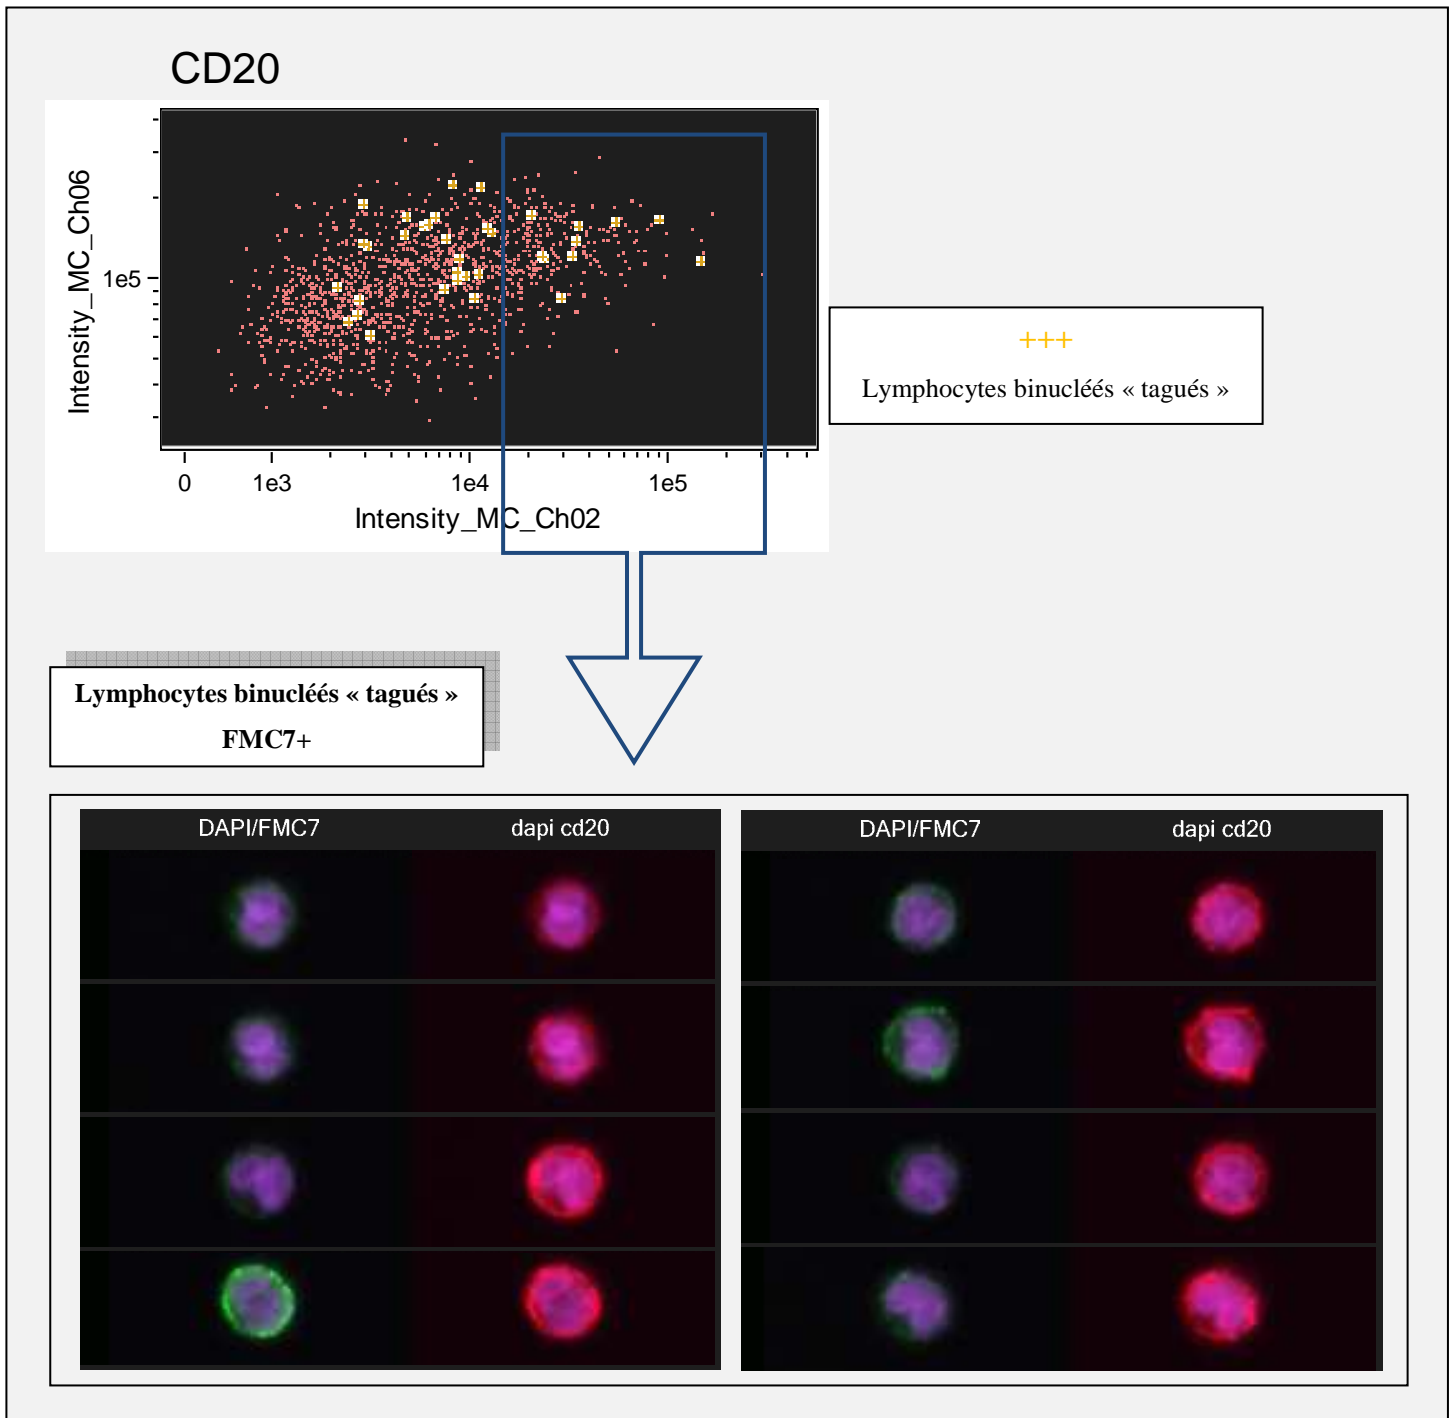 CD20
Intensity_MC_Ch06
1e5
0 1e3 1e4 1e5
Intensity_MC_Ch02
+++
Lymphocytes binucléés « tagués »
Lymphocytes binucléés « tagués »
FMC7+
DAPI/FMC7 dapi cd20
DAPI/FMC7 dapi cd20